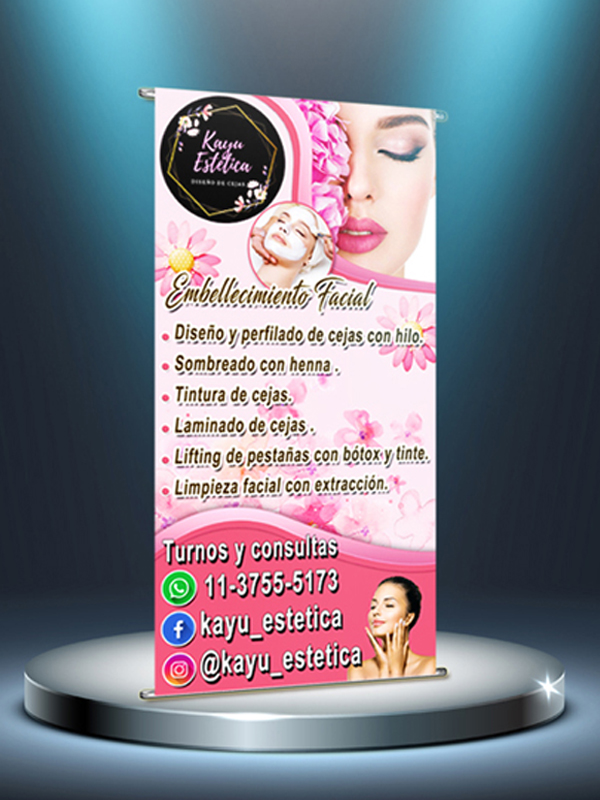 Kayu
Estética
DISEÑO DE CEJAS
Embellecimiento Facial
Diseño y perfilado de cejas con hilo.
Sombreado con henna .
Tintura de cejas.
Laminado de cejas .
Lifting de pestañas con bótox y tinte.
Limpieza facial con extracción.
Turnos y consultas
11-3755-5173
kayu_estetica
@kayu_estetica